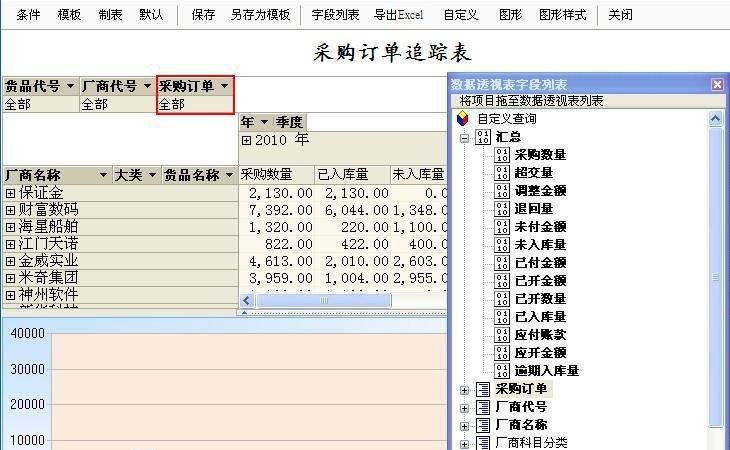 条件 模板 制表 默认 保存 另存为模板 字段列表 导出Excel 自定义 图形 图形样式 关闭
采购订单追踪表
货品代号 厂商代号 采购订单
全部 全部 全部
年 季度
2010 年
厂商名称 大类 货品名称 采购数量 已入库量 未入库量
保证金 2,130.00 2,130.00 0.0
财富数码 7,392.00 6,044.00 1,348.0
海星船舶 1,320.00 220.00 1,100.0
江门天诺 822.00 422.00 400.0
金威实业 4,613.00 2,010.00 2,603.0
米奇集团 3,959.00 1,004.00 2,955.0
神州软件
40000
30000
20000
10000
数据透视表字段列表
将项目拖至数据透视表列表
自定义查询
汇总
采购数量
超交量
调整金额
退回量
未付金额
未入库量
已付金额
已开金额
已开数量
已入库量
应付账款
应开金额
逾期入库量
采购订单
厂商代号
厂商名称
厂商科目分类